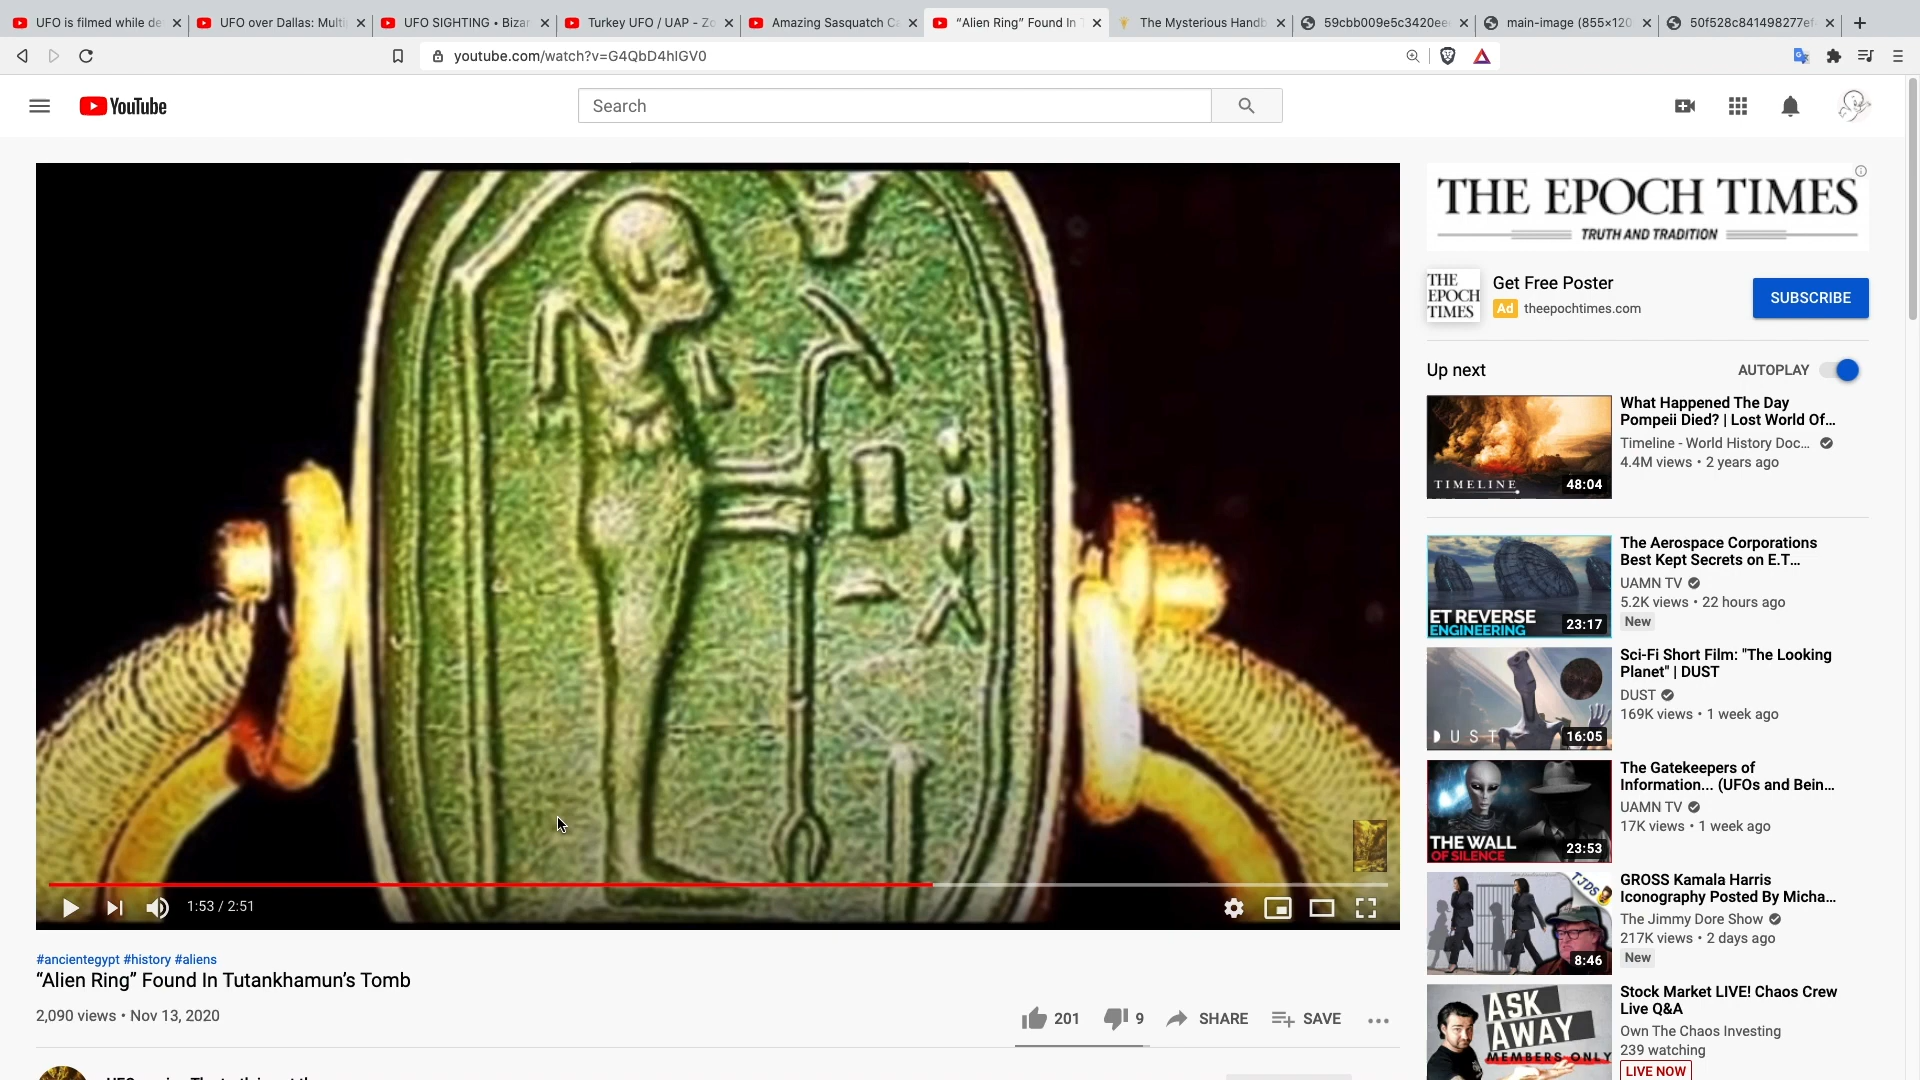 UFO is filmed while de
UFO over Dallas: Multi
UFO SIGHTING • Bizar
Turkey UFO / UAP - Zo
Amazing Sasquatch Ca
“Alien Ring” Found In T
The Mysterious Handb
59cbb009e5c3420ee
main-image (855×120
50f528c841498277ef
youtube.com/watch?v=G4QbD4hlGV0
YouTube
Search
THE EPOCH TIMES
TRUTH AND TRADITION
THE
EPOCH
TIMES
Get Free Poster
Ad theepochtimes.com
SUBSCRIBE
Up next
AUTOPLAY
TIMELINE
48:04
What Happened The Day
Pompeii Died? | Lost World Of...
Timeline - World History Doc...
4.4M views • 2 years ago
ET REVERSE
ENGINEERING
23:17
The Aerospace Corporations
Best Kept Secrets on E.T...
UAMN TV
5.2K views • 22 hours ago
New
DUST
16:05
Sci-Fi Short Film: "The Looking
Planet" | DUST
DUST
169K views • 1 week ago
THE WALL
OF SILENCE
23:53
The Gatekeepers of
Information... (UFOs and Bein...
UAMN TV
17K views • 1 week ago
TJDS
8:46
GROSS Kamala Harris
Iconography Posted By Micha...
The Jimmy Dore Show
217K views • 2 days ago
New
ASK
AWAY
MEMBERS ONLY
Stock Market LIVE! Chaos Crew
Live Q&A
Own The Chaos Investing
239 watching
LIVE NOW
1:53 / 2:51
#ancientegypt #history #aliens
“Alien Ring” Found In Tutankhamun’s Tomb
2,090 views • Nov 13, 2020
201
9
SHARE
SAVE